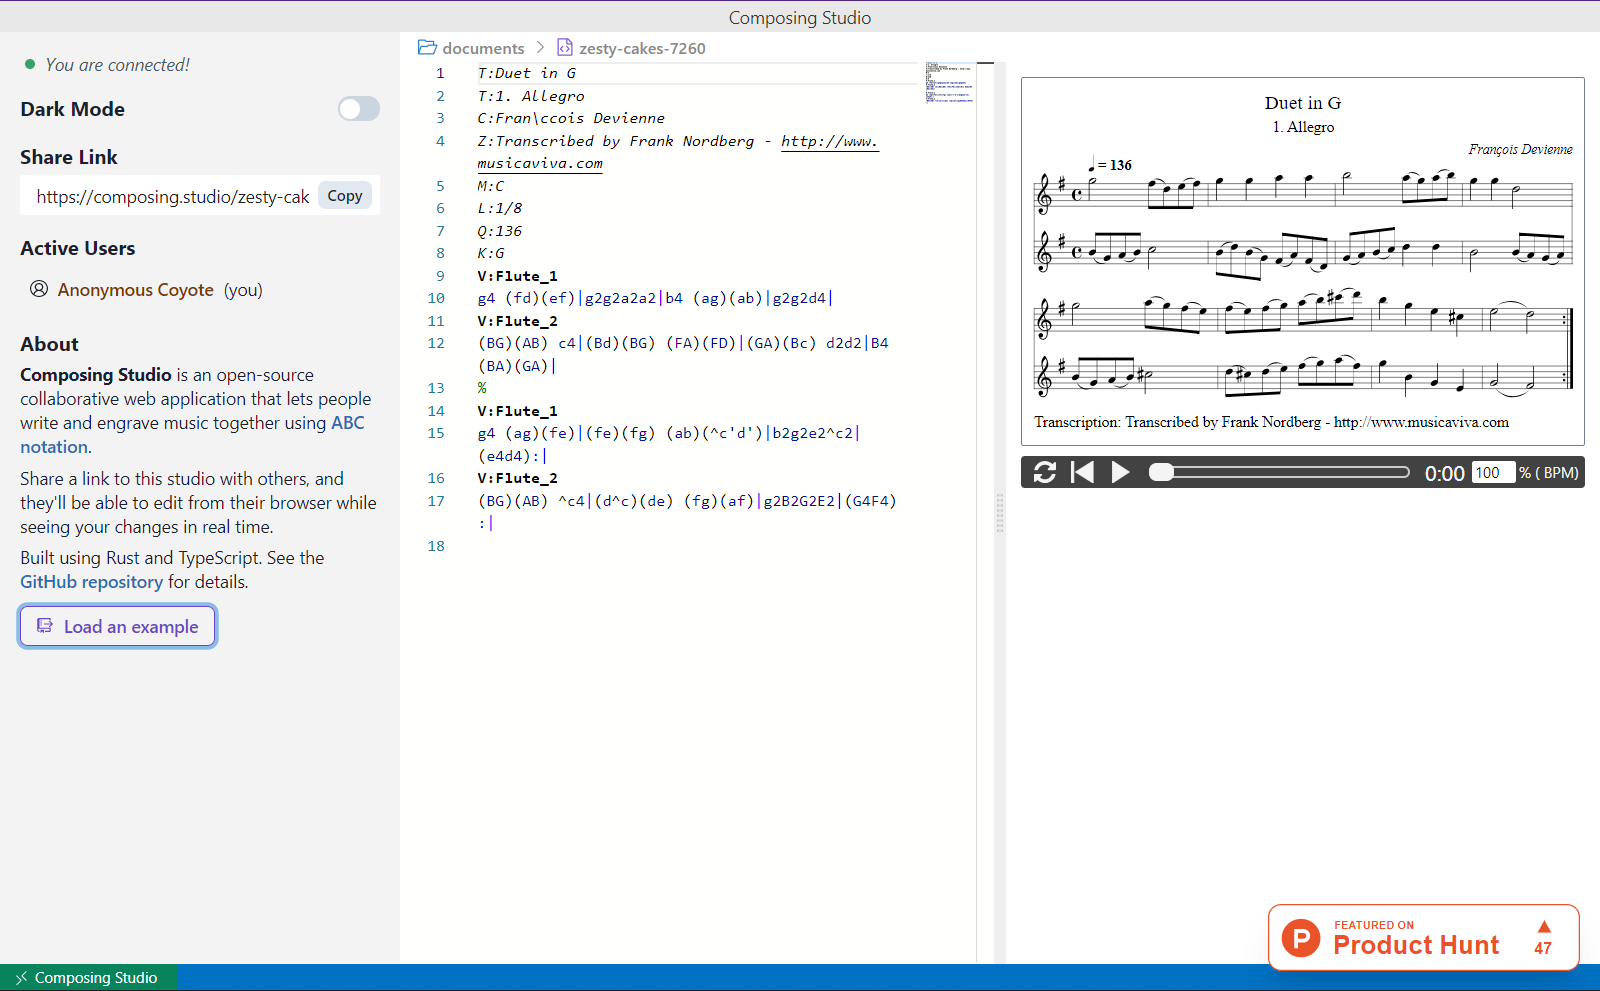 Composing Studio
You are connected!
Dark Mode
Share Link
https://composing.studio/zesty-cak
Copy
Active Users
Anonymous Coyote (you)
About
Composing Studio is an open-source
collaborative web application that lets people
write and engrave music together using ABC
notation.
Share a link to this studio with others, and
they'll be able to edit from their browser while
seeing your changes in real time.
Built using Rust and TypeScript. See the
GitHub repository for details.
Load an example
documents > zesty-cakes-7260
1 T:Duet in G
2 T:1. Allegro
3 C:Fran\ccois Devienne
4 Z:Transcribed by Frank Nordberg - http://www.
musicaviva.com
5 M:C
6 L:1/8
7 Q:136
8 K:G
9 V:Flute_1
10 g4 (fd)(ef)|g2g2a2a2|b4 (ag)(ab)|g2g2d4|
11 V:Flute_2
12 (BG)(AB) c4|(Bd)(BG) (FA)(FD)|(GA)(Bc) d2d2|B4
(BA)(GA)|
13 %
14 V:Flute_1
15 g4 (ag)(fe)|(fe)(fg) (ab)(^c'd')|b2g2e2^c2|
(e4d4):|
16 V:Flute_2
17 (BG)(AB) ^c4|(d^c)(de) (fg)(af)|g2B2G2E2|(G4F4)
:|
18
Duet in G
1. Allegro
François Devienne
= 136
Transcription: Transcribed by Frank Nordberg - http://www.musicaviva.com
0:00 100 % ( BPM)
P
FEATURED ON
Product Hunt
47
Composing Studio